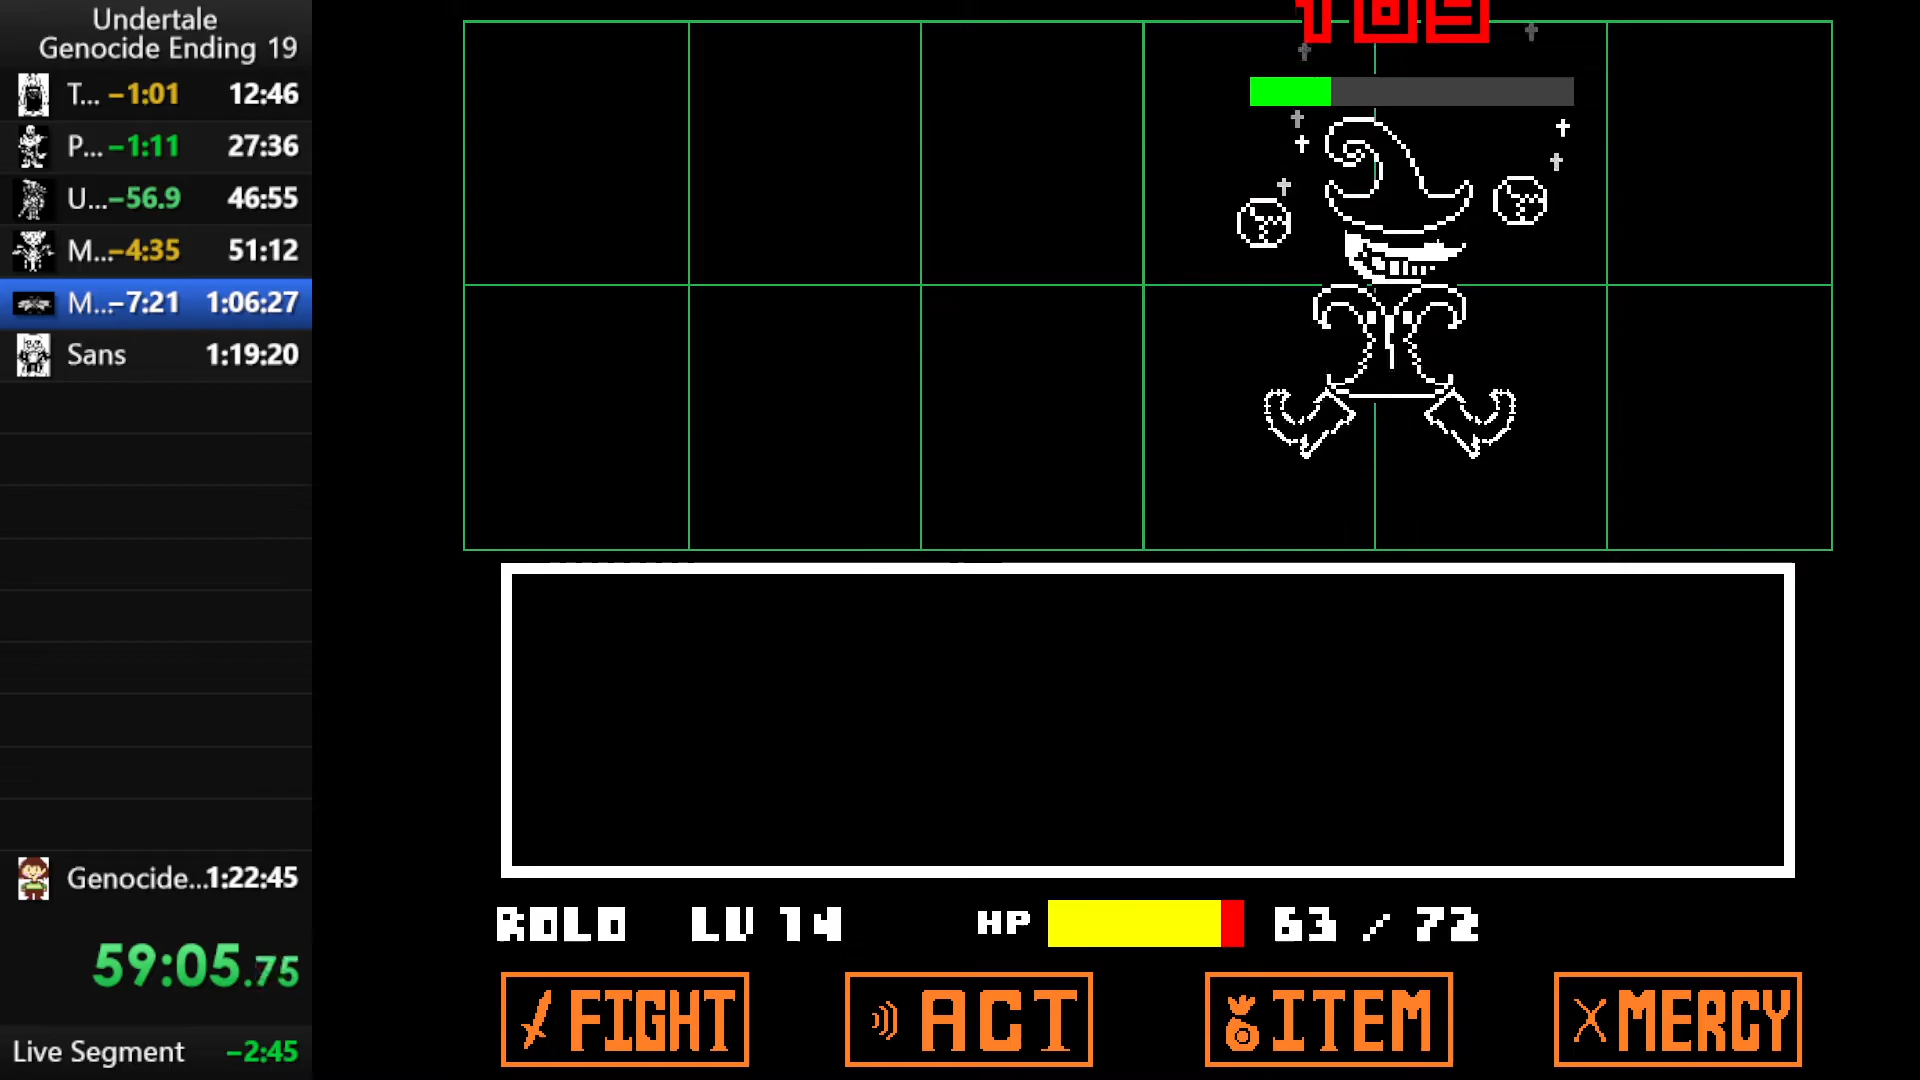 Undertale
Genocide Ending 19
T... −1:01 12:46
P... −1:11 27:36
U...−56.9 46:55
M...−4:35 51:12
M...−7:21 1:06:27
Sans 1:19:20
Genocide...1:22:45
59:05.75
Live Segment −2:45
109
ROLO LV 14 HP 63 / 72
FIGHT ACT ITEM MERCY